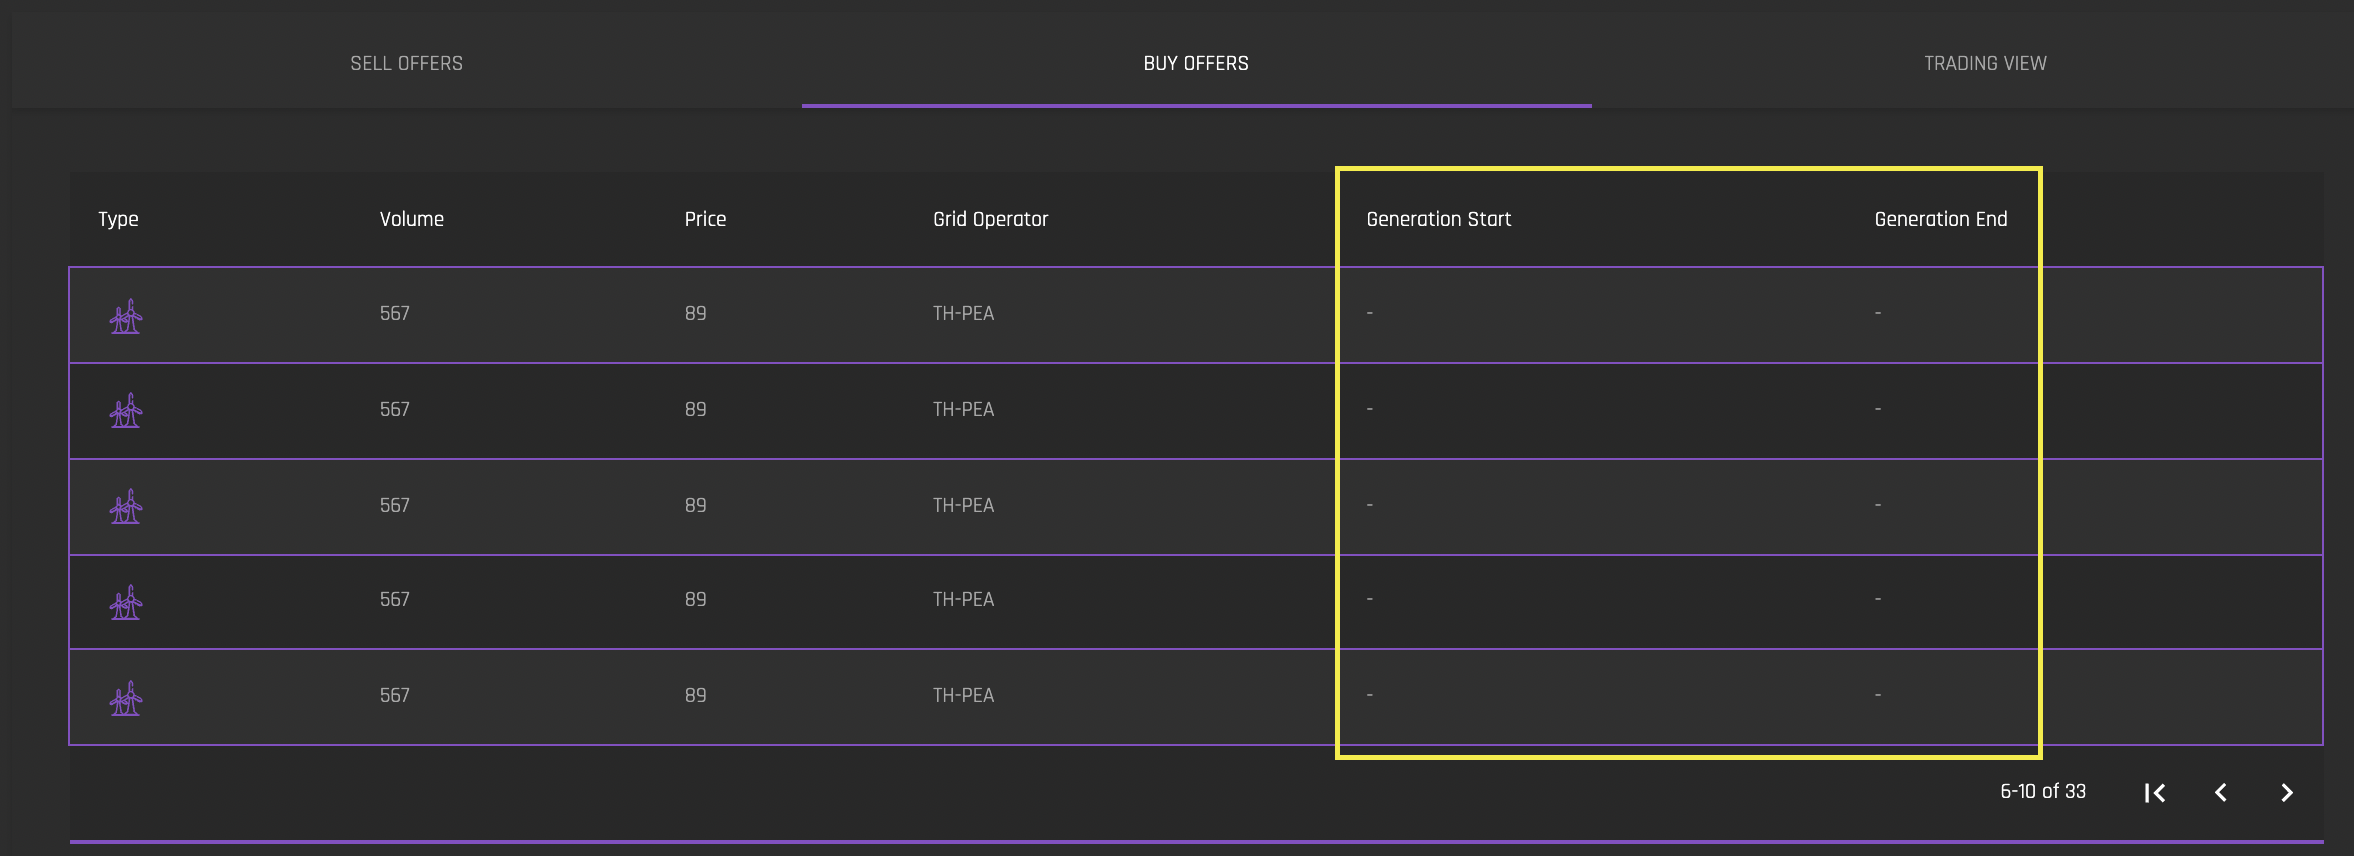 SELL OFFERS BUY OFFERS TRADING VIEW
Type Volume Price Grid Operator Generation Start Generation End
567 89 TH-PEA - -
567 89 TH-PEA - -
567 89 TH-PEA - -
567 89 TH-PEA - -
567 89 TH-PEA - -
6-10 of 33